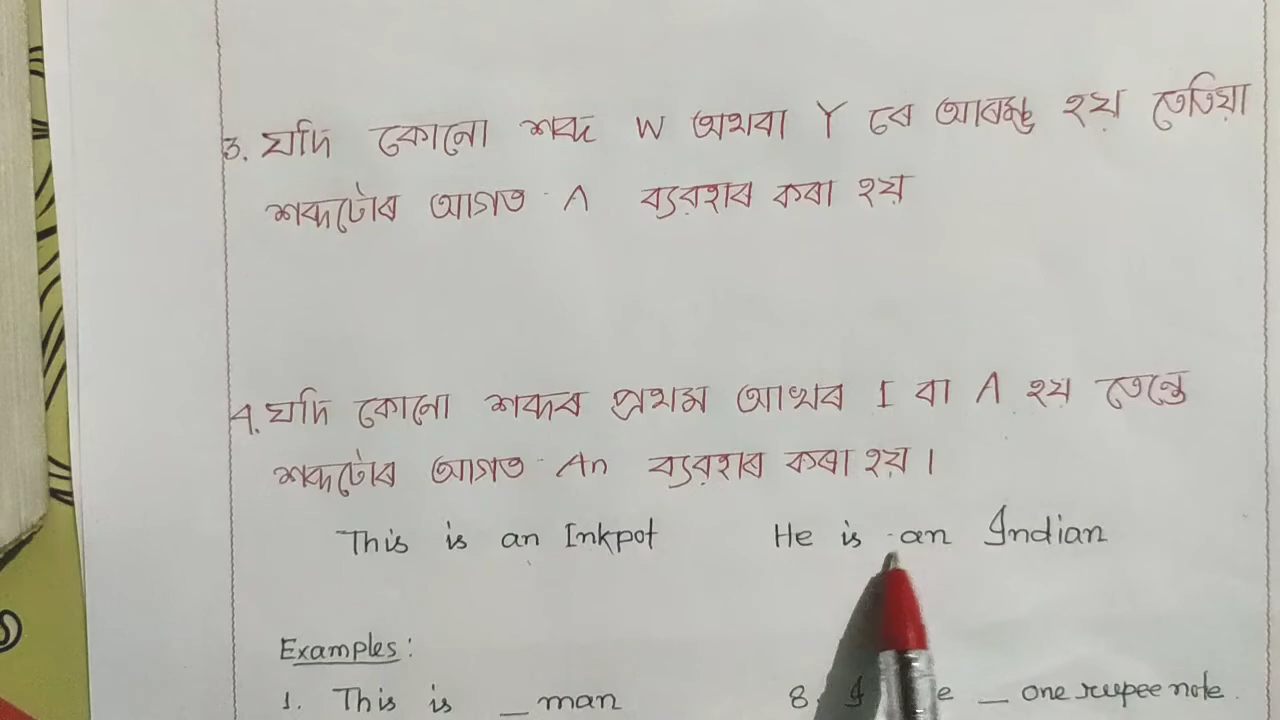 3. যদি কোনো শব্দ W অথবা Y ৰে আৰম্ভ হয় তেতিয়া
শব্দটোৰ আগত A ব্যৱহাৰ কৰা হয়
4. যদি কোনো শব্দৰ প্ৰথম আখৰ I বা A হয় তেন্তে
শব্দটোৰ আগত An ব্যৱহাৰ কৰা হয়।
This is an Inkpot He is an Indian
Examples:
1. This is _ man 8. _ one rupee note.